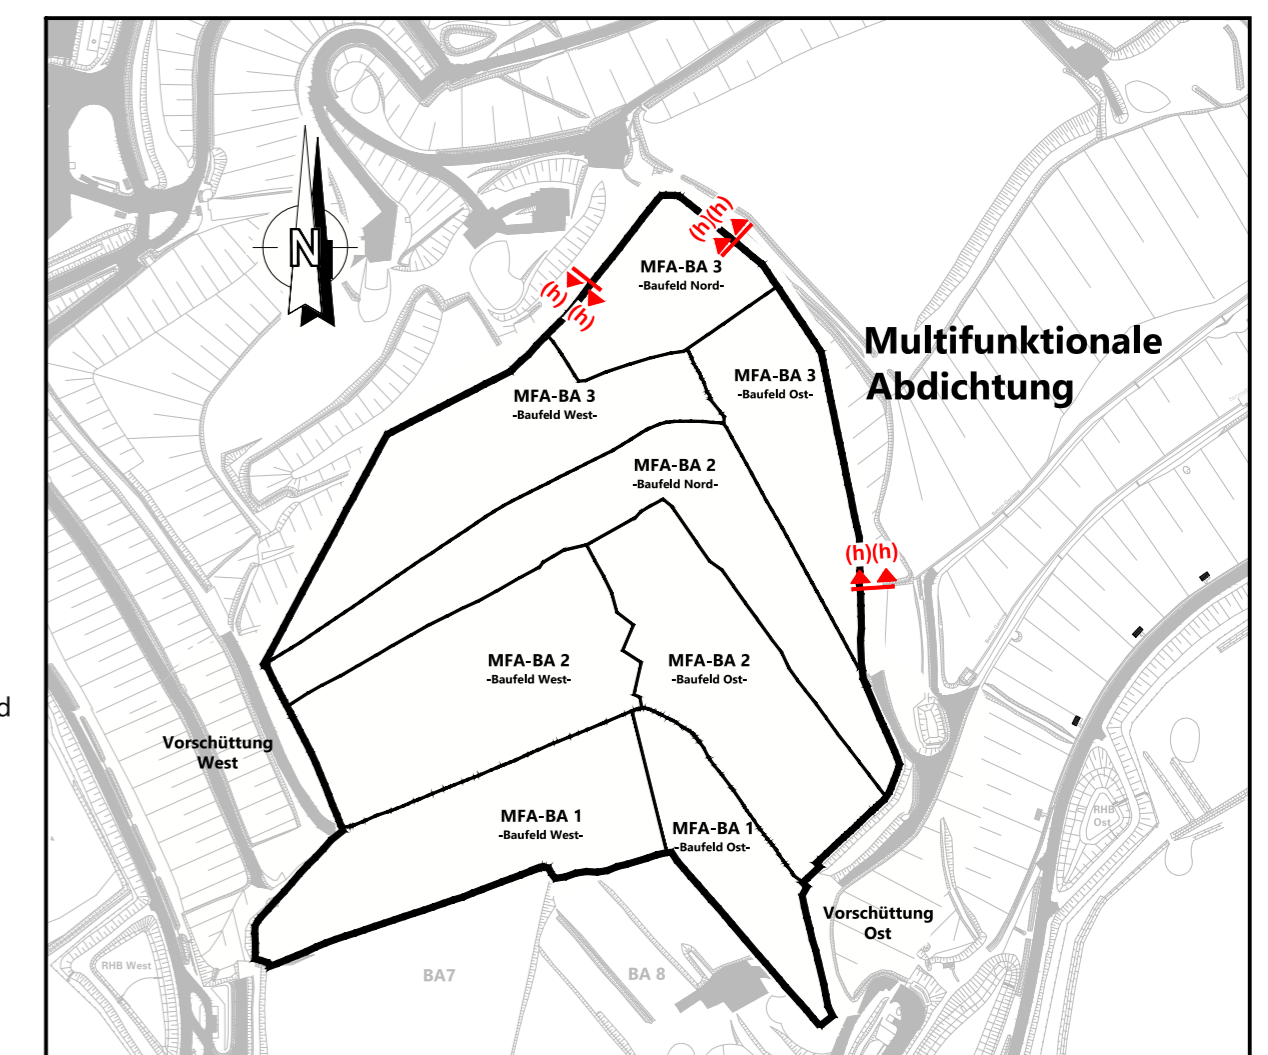 N
(h)(h)
MFA-BA 3
-Baufeld Nord-
(h)
(h)
Multifunktionale
Abdichtung
MFA-BA 3
-Baufeld Ost-
MFA-BA 3
-Baufeld West-
MFA-BA 2
-Baufeld Nord-
(h)(h)
MFA-BA 2
-Baufeld West-
MFA-BA 2
-Baufeld Ost-
d
Vorschüttung
West
MFA-BA 1
-Baufeld West-
MFA-BA 1
-Baufeld Ost-
RHB
Ost
Vorschüttung
Ost
RHB West
BA7
BA 8